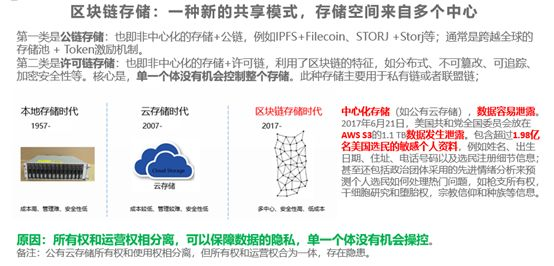 区块链存储：一种新的共享模式，存储空间来自多个中心
第一类是公链存储：也即非中心化的存储+公链，例如IPFS+Filecoin、STORJ +Storj等；通常是跨越全球的
存储池 + Token激励机制。
第二类是许可链存储：也即非中心化的存储+许可链，利用了区块链的特征，如分布式、不可篡改、可追踪、
加密安全性等。核心是，单一个体没有机会控制整个存储。此种存储主要用于私有链或者联盟链；
本地存储时代
1957-
成本高、管理难、安全性低
云存储时代
2007-
Cloud Storage
云存储
成本较低、管理较难、安全性低
区块链存储时代
2017-
多中心、安全性高、低成本
中心化存储（如公有云存储），数据容易泄露。
2017年6月21日，美国共和党全国委员会放在
AWS S3的1.1 TB数据发生泄露。包含超过1.98亿
名美国选民的敏感个人资料，例如姓名、出生
日期、住址、电话号码以及选民注册细节信息；
甚至还包括政治团体采用的先进情绪分析来预
测个人选民如何处理热门问题，如枪支所有权，
干细胞研究和堕胎权，宗教信仰和种族等信息。
原因：所有权和运营权相分离，可以保障数据的隐私，单一个体没有机会操控。
备注：公有云存储所有权和使用权相分离，但所有权和运营权合为一体，存在隐患。